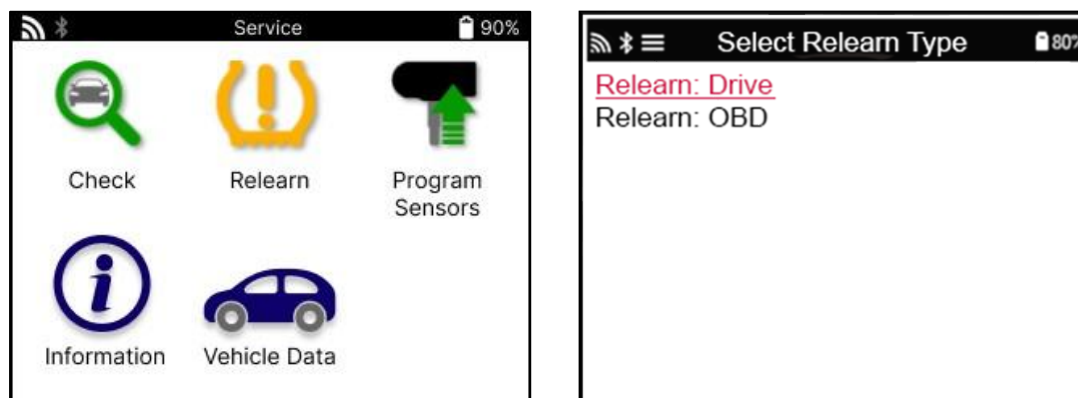 Service 90%
Check Relearn Program
Sensors
Information Vehicle Data
Select Relearn Type 80%
Relearn: Drive
Relearn: OBD